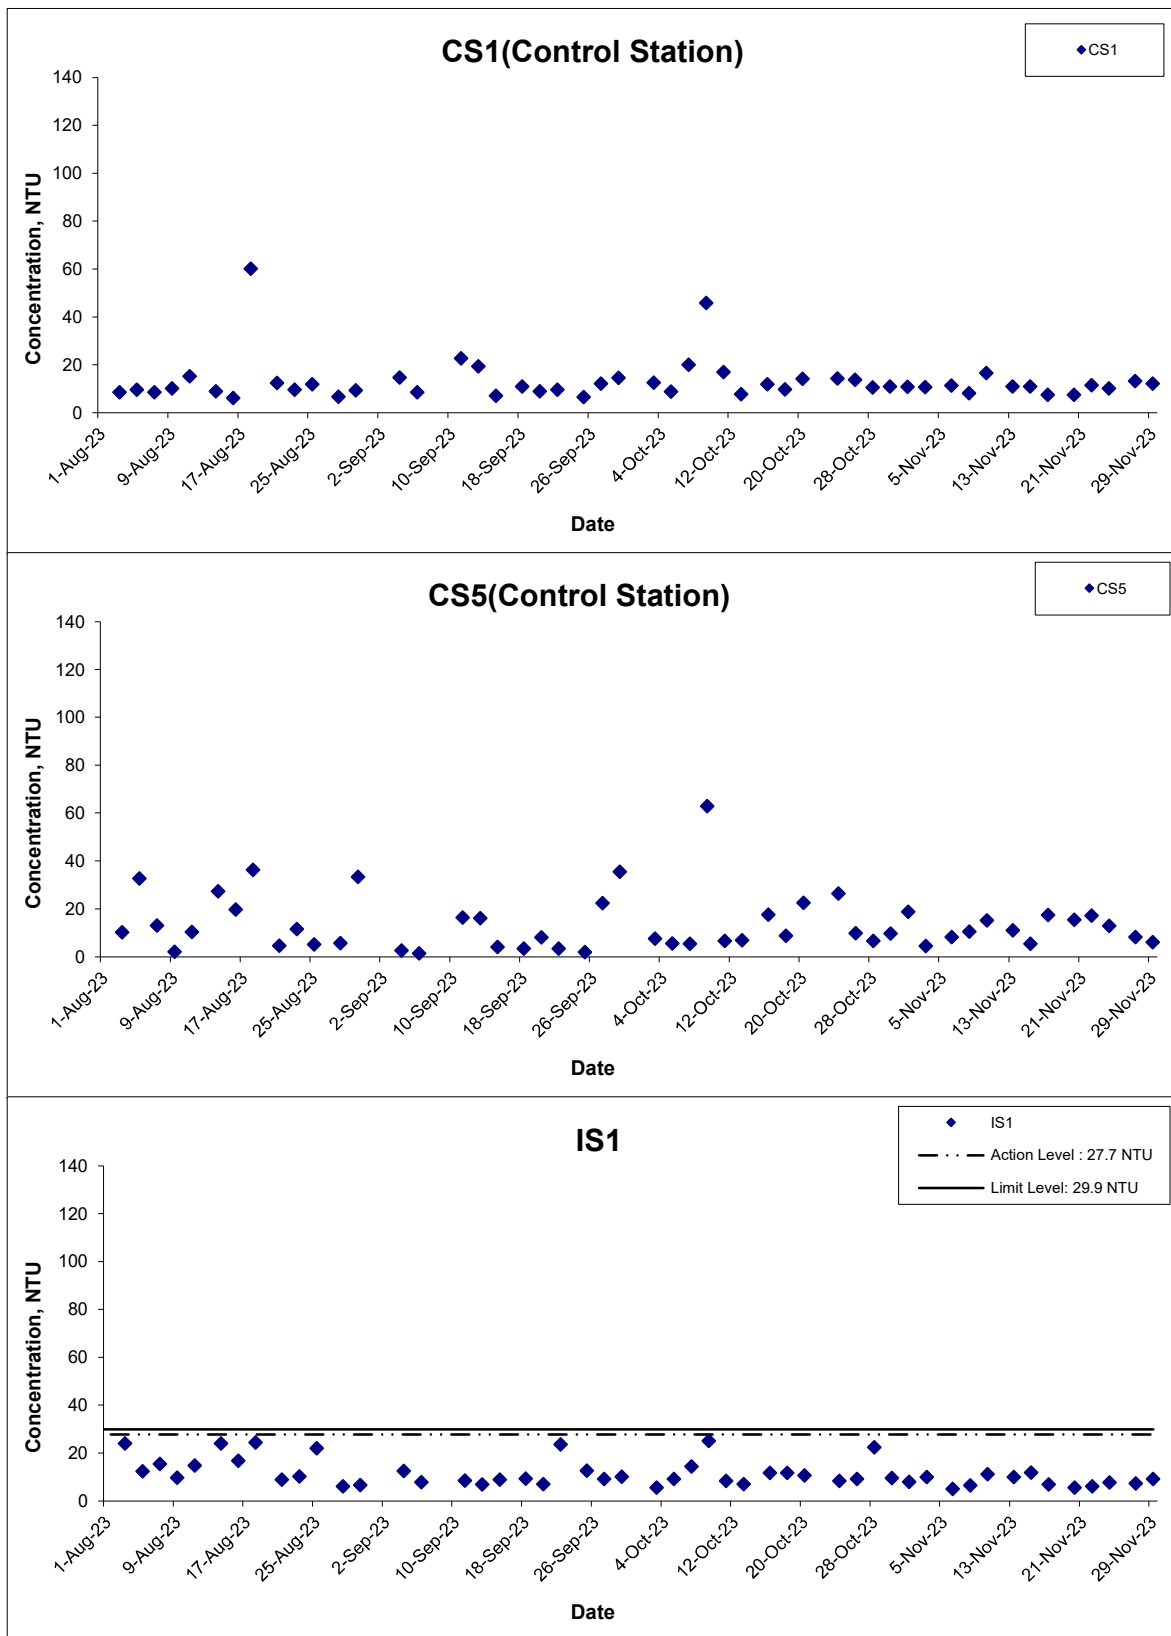 CS1(Control Station)
CS1
Concentration, NTU
140
120
100
80
60
40
20
0
1-Aug-23
9-Aug-23
17-Aug-23
25-Aug-23
2-Sep-23
10-Sep-23
18-Sep-23
26-Sep-23
4-Oct-23
12-Oct-23
20-Oct-23
28-Oct-23
5-Nov-23
13-Nov-23
21-Nov-23
29-Nov-23
Date
CS5(Control Station)
CS5
Concentration, NTU
140
120
100
80
60
40
20
0
1-Aug-23
9-Aug-23
17-Aug-23
25-Aug-23
2-Sep-23
10-Sep-23
18-Sep-23
26-Sep-23
4-Oct-23
12-Oct-23
20-Oct-23
28-Oct-23
5-Nov-23
13-Nov-23
21-Nov-23
29-Nov-23
Date
IS1
IS1
Action Level : 27.7 NTU
Limit Level: 29.9 NTU
Concentration, NTU
140
120
100
80
60
40
20
0
1-Aug-23
9-Aug-23
17-Aug-23
25-Aug-23
2-Sep-23
10-Sep-23
18-Sep-23
26-Sep-23
4-Oct-23
12-Oct-23
20-Oct-23
28-Oct-23
5-Nov-23
13-Nov-23
21-Nov-23
29-Nov-23
Date